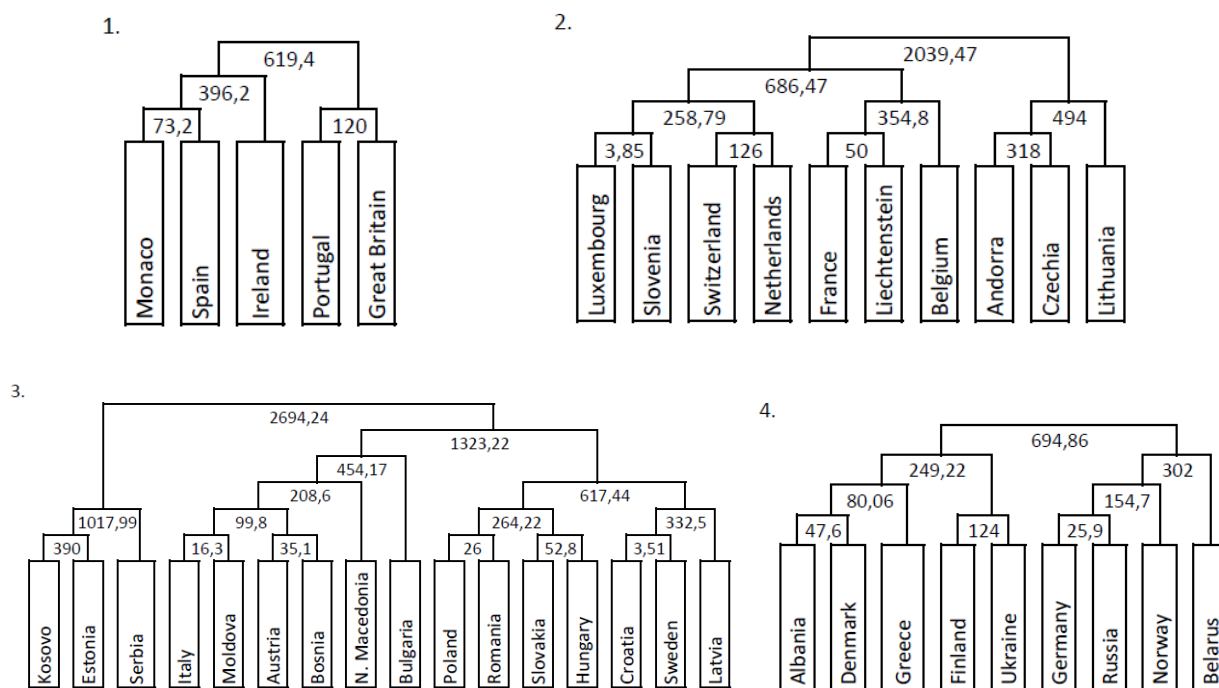 1.
619,4
396,2
73,2 120
Monaco Spain Ireland Portugal Great Britain
2.
2039,47
686,47
258,79 354,8 494
3,85 126 50 318
Luxembourg Slovenia Switzerland Netherlands France Liechtenstein Belgium Andorra Czechia Lithuania
3.
2694,24
1323,22
454,17
208,6 617,44
1017,99 99,8 264,22 332,5
390 16,3 35,1 26 52,8 3,51
Kosovo Estonia Serbia Italy Moldova Austria Bosnia N. Macedonia Bulgaria Poland Romania Slovakia Hungary Croatia Sweden Latvia
4.
694,86
249,22 302
80,06 154,7
47,6 124 25,9
Albania Denmark Greece Finland Ukraine Germany Russia Norway Belarus